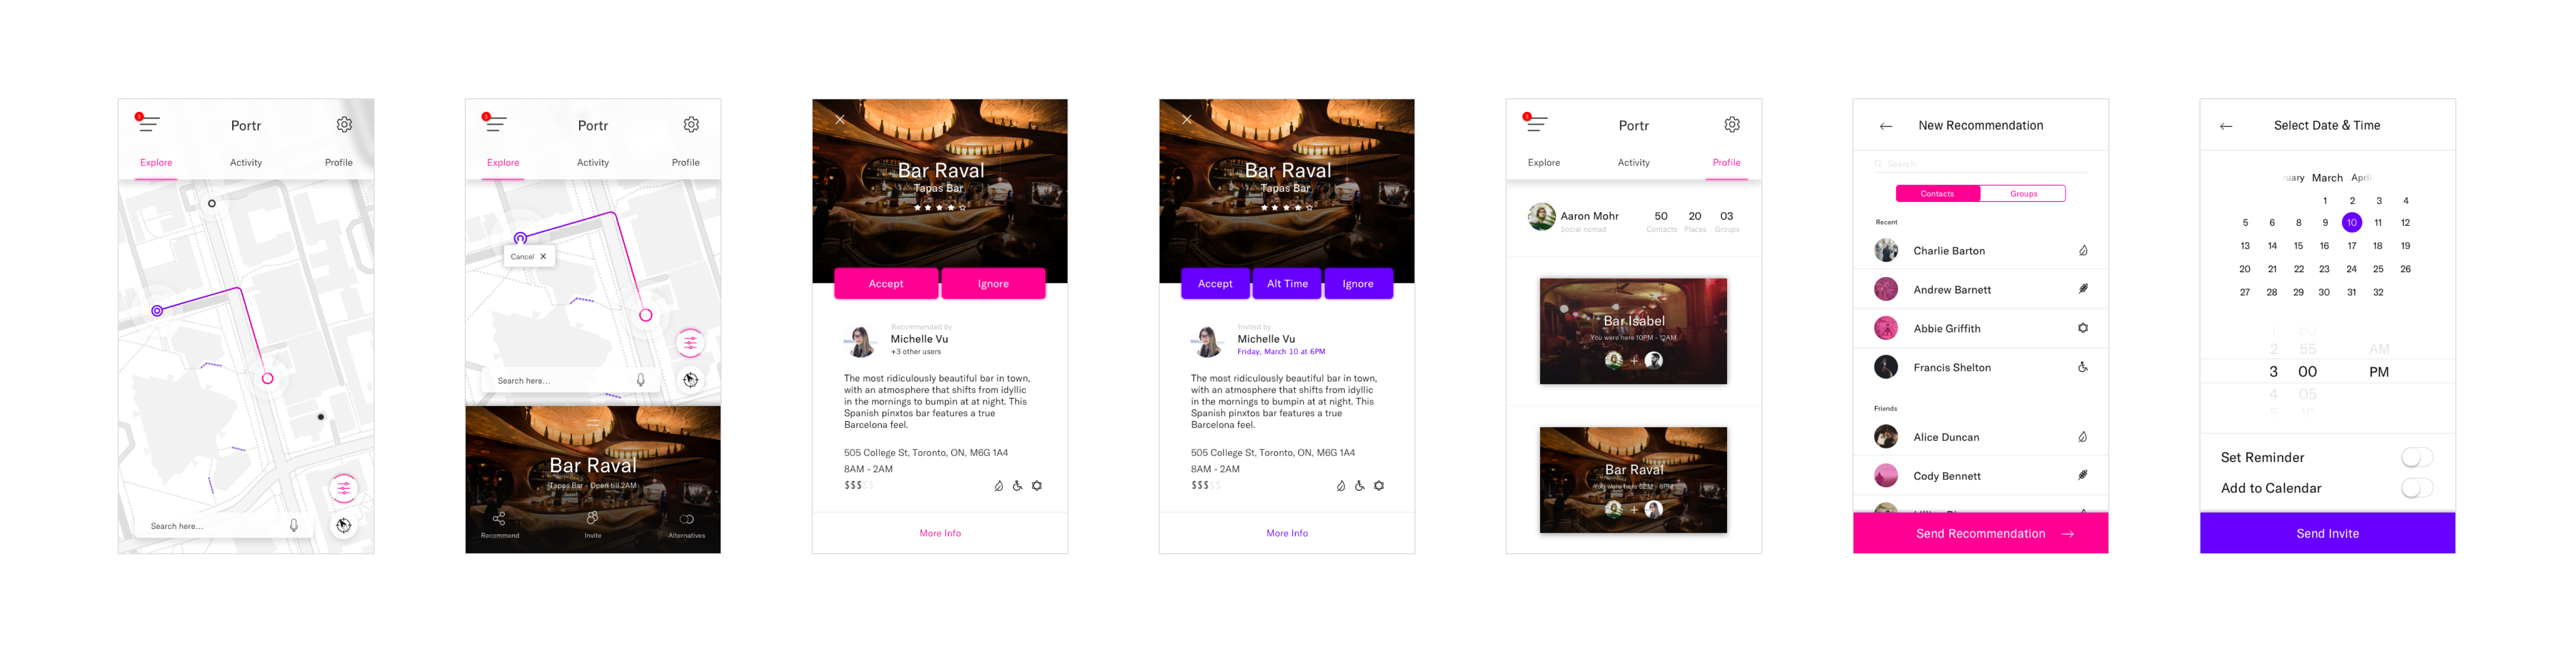 3
Portr
Explore Activity Profile
Search here...
3
Portr
Explore Activity Profile
Cancel
Search here...
Bar Raval
Tapas Bar - Open till 2AM
Recommend Invite Alternatives
Bar Raval
Tapas Bar
Accept Ignore
Recommended by
Michelle Vu
+3 other users
The most ridiculously beautiful bar in town,
with an atmosphere that shifts from idyllic
in the mornings to bumpin at at night. This
Spanish pinxtos bar features a true
Barcelona feel.
505 College St, Toronto, ON, M6G 1A4
8AM - 2AM
$$$$$
More Info
Bar Raval
Tapas Bar
Accept Alt Time Ignore
Invited by
Michelle Vu
Friday, March 10 at 6PM
The most ridiculously beautiful bar in town,
with an atmosphere that shifts from idyllic
in the mornings to bumpin at at night. This
Spanish pinxtos bar features a true
Barcelona feel.
505 College St, Toronto, ON, M6G 1A4
8AM - 2AM
$$$$$
More Info
Portr
Explore Activity Profile
Aaron Mohr 50 20 03
Social nomad Contacts Places Groups
Bar Isabel
You were here 10PM - 12AM
+
Bar Raval
You were here 6PM - 8PM
+
New Recommendation
Search
Contacts Groups
Recent
Charlie Barton
Andrew Barnett
Abbie Griffith
Francis Shelton
Friends
Alice Duncan
Cody Bennett
Send Recommendation
Select Date & Time
uary March April
1 2 3 4
5 6 8 9 10 11 12
13 14 15 16 17 18 19
20 21 22 23 24 25 26
27 28 29 30 31 32
1 50
2 55 AM
3 00 PM
4 05
5 10
Set Reminder
Add to Calendar
Send Invite